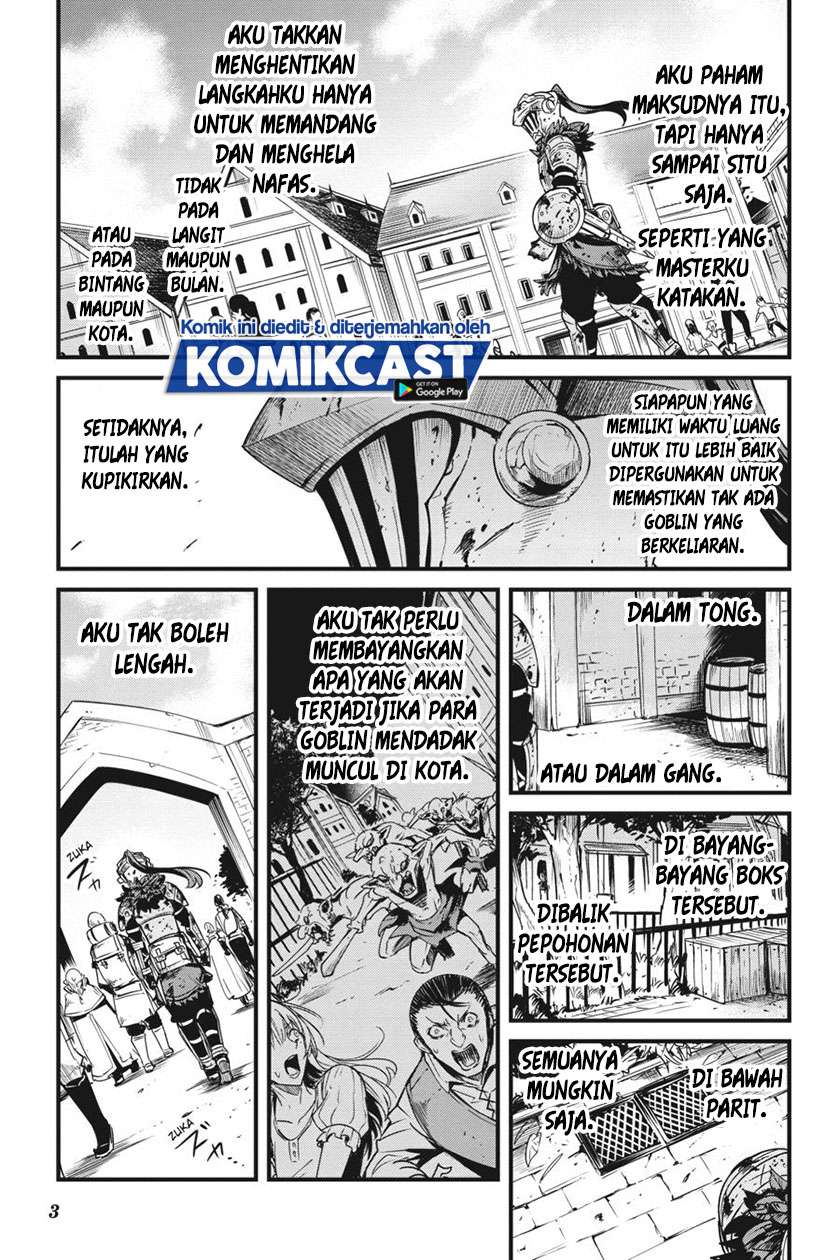 AKU PAHAM
MAKSUDNYA ITU,
TAPI HANYA
SAMPAI SITU
SAJA.
SEPERTI YANG
MASTERKU
KATAKAN.
AKU TAKKAN
MENGHENTIKAN
LANGKAHKU HANYA
UNTUK MEMANDANG
DAN MENGHELA
NAFAS.
TIDAK
PADA
LANGIT
MAUPUN
BULAN.
ATAU
PADA
BINTANG
MAUPUN
KOTA.
Komik ini diedit & diterjemahkan oleh
KOMIKCAST
GET IT ON
Google Play
SIAPAPUN YANG
MEMILIKI WAKTU LUANG
UNTUK ITU LEBIH BAIK
DIPERGUNAKAN UNTUK
MEMASTIKAN TAK ADA
GOBLIN YANG
BERKELIARAN.
SETIDAKNYA,
ITULAH YANG
KUPIKIRKAN.
DALAM TONG.
ATAU DALAM GANG.
DI BAYANG-
BAYANG BOKS
TERSEBUT.
DIBALIK
PEPOHONAN
TERSEBUT.
DI BAWAH
PARIT.
SEMUANYA
MUNGKIN
SAJA.
AKU TAK PERLU
MEMBAYANGKAN
APA YANG AKAN
TERJADI JIKA PARA
GOBLIN MENDADAK
MUNCUL DI KOTA.
AKU TAK BOLEH
LENGAH.
ZUKA
ズカ
ZUKA
ズカ
3